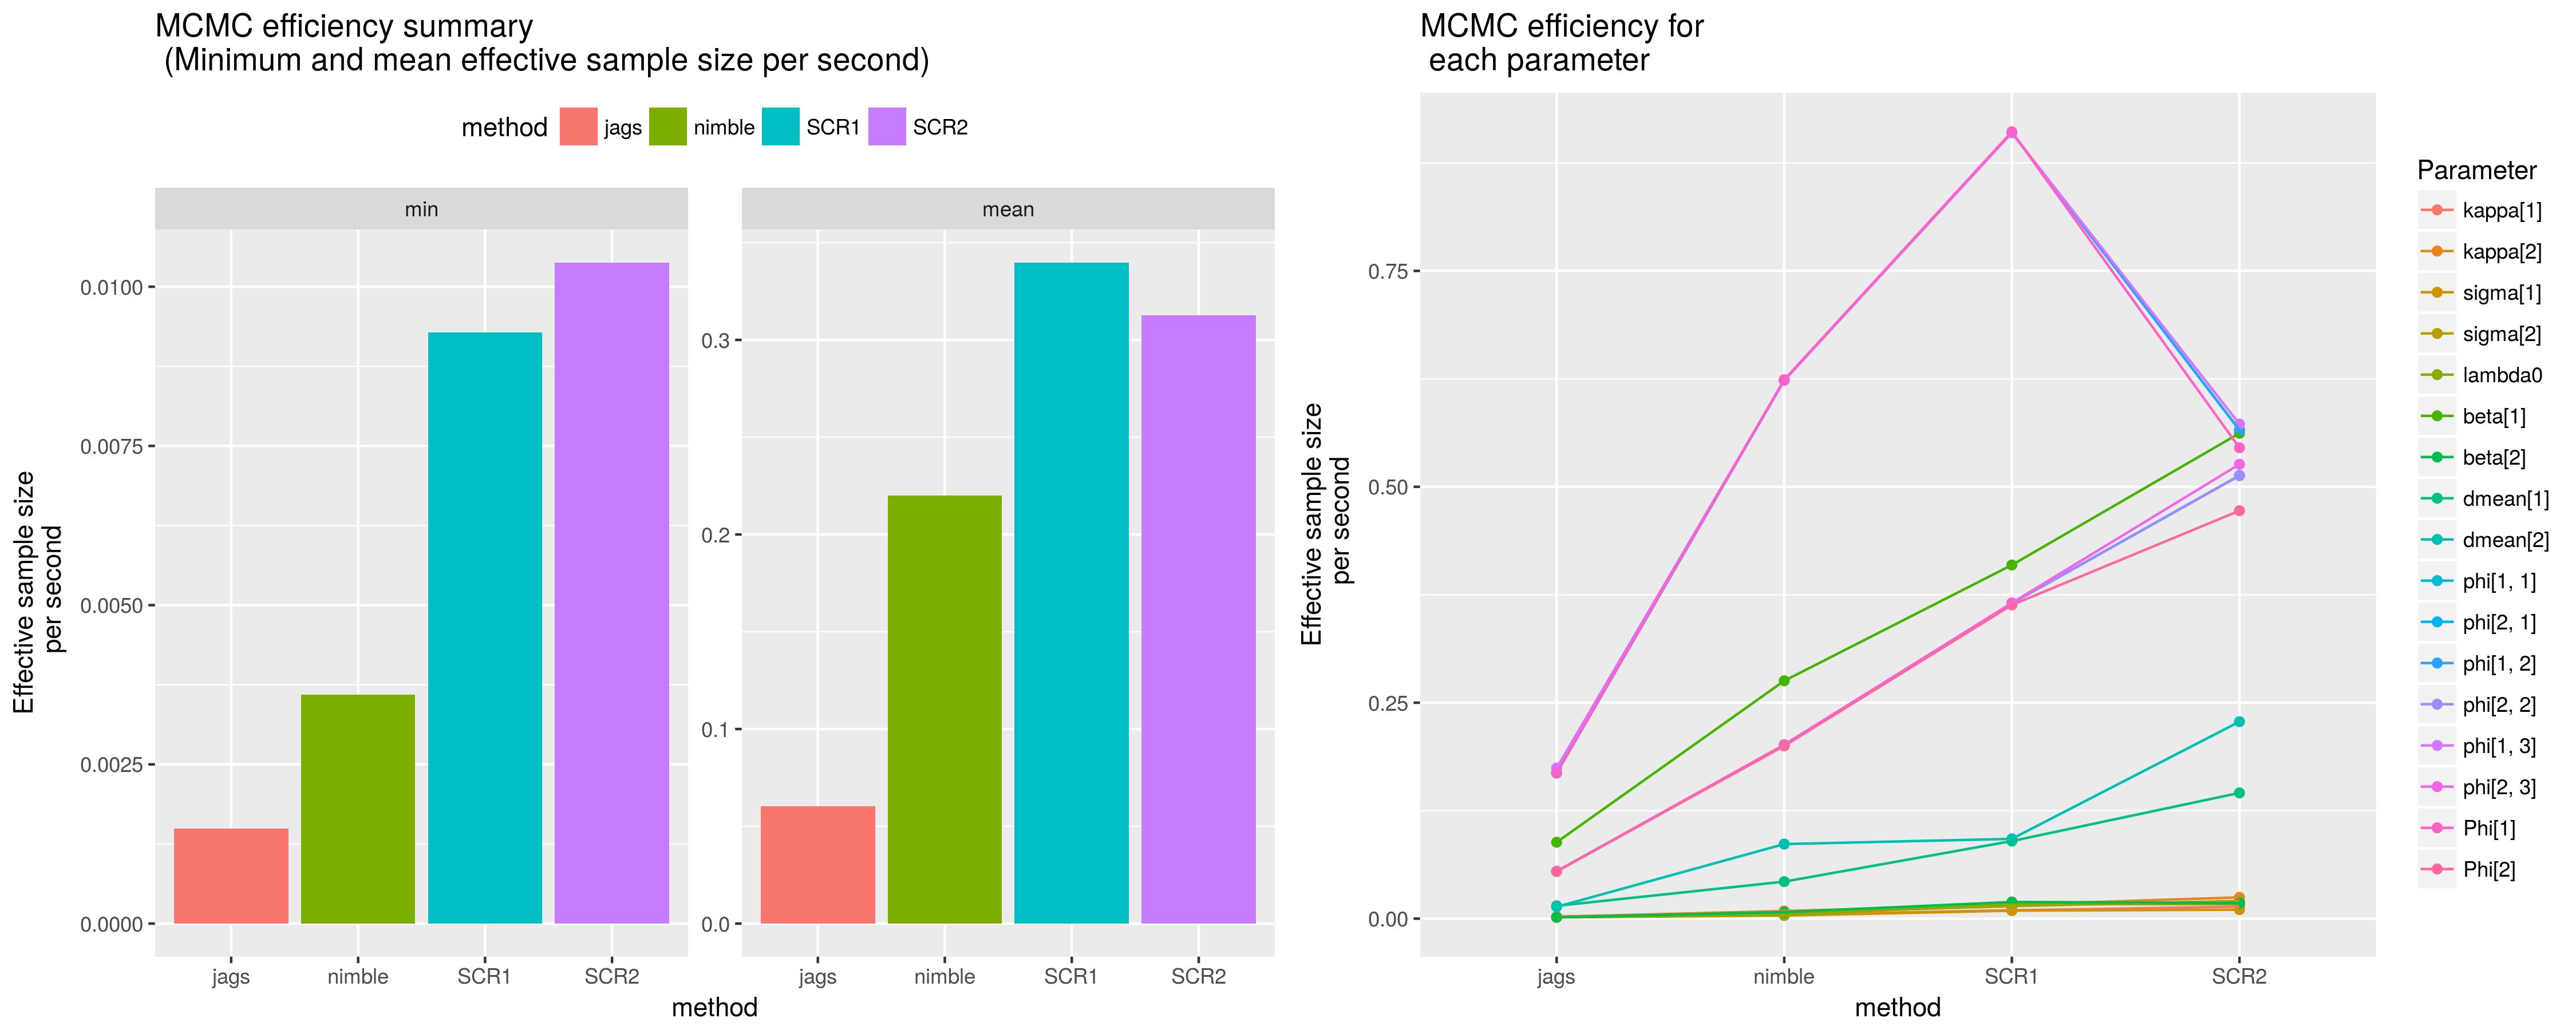 MCMC efficiency summary
(Minimum and mean effective sample size per second)
method jags nimble SCR1 SCR2
min
mean
Effective sample size
per second
0.0100
0.0075
0.0050
0.0025
0.0000
0.3
0.2
0.1
0.0
jags nimble SCR1 SCR2
jags nimble SCR1 SCR2
method
MCMC efficiency for
each parameter
Effective sample size
per second
0.75
0.50
0.25
0.00
jags nimble SCR1 SCR2
method
Parameter
kappa[1]
kappa[2]
sigma[1]
sigma[2]
lambda0
beta[1]
beta[2]
dmean[1]
dmean[2]
phi[1, 1]
phi[2, 1]
phi[1, 2]
phi[2, 2]
phi[1, 3]
phi[2, 3]
Phi[1]
Phi[2]